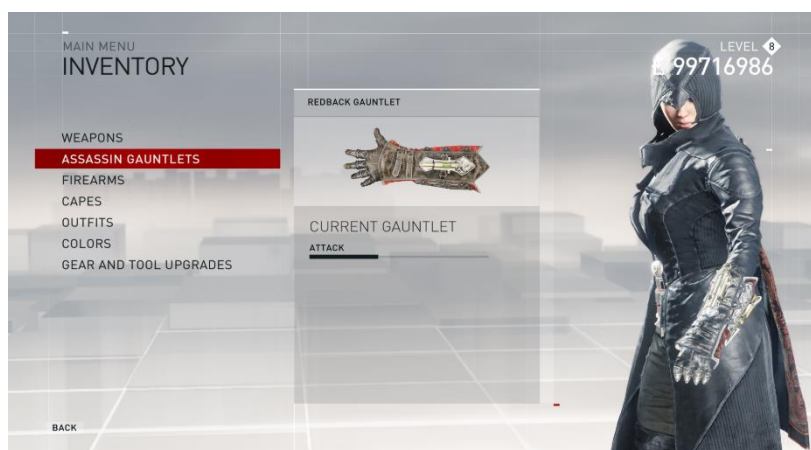 MAIN MENU
INVENTORY
LEVEL 8
£ 99716986
REDBACK GAUNTLET
WEAPONS
ASSASSIN GAUNTLETS
FIREARMS
CAPES
OUTFITS
COLORS
GEAR AND TOOL UPGRADES
CURRENT GAUNTLET
ATTACK
BACK